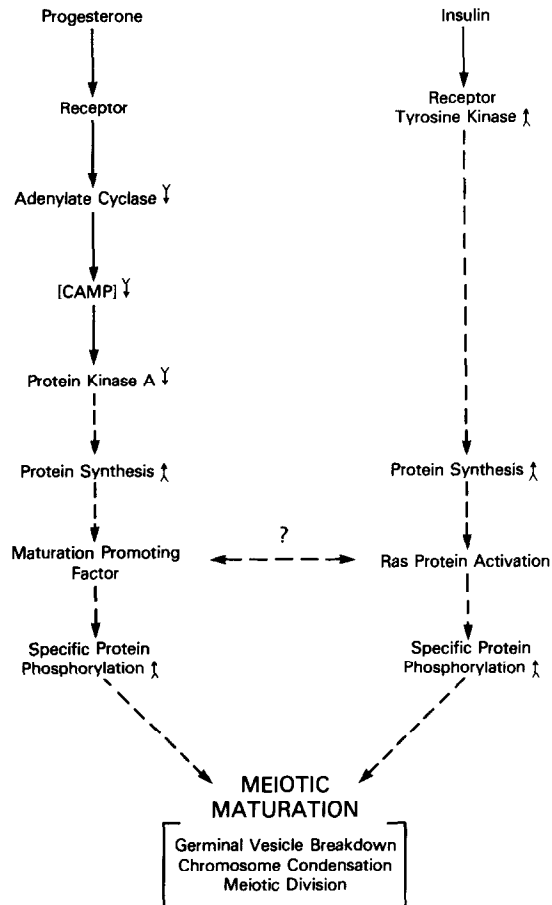 Progesterone
Receptor
Adenylate Cyclase
[CAMP]
Protein Kinase A
Protein Synthesis
Maturation Promoting
Factor
Specific Protein
Phosphorylation
Insulin
Receptor
Tyrosine Kinase
Protein Synthesis
Ras Protein Activation
Specific Protein
Phosphorylation
?
MEIOTIC
MATURATION
Germinal Vesicle Breakdown
Chromosome Condensation
Meiotic Division